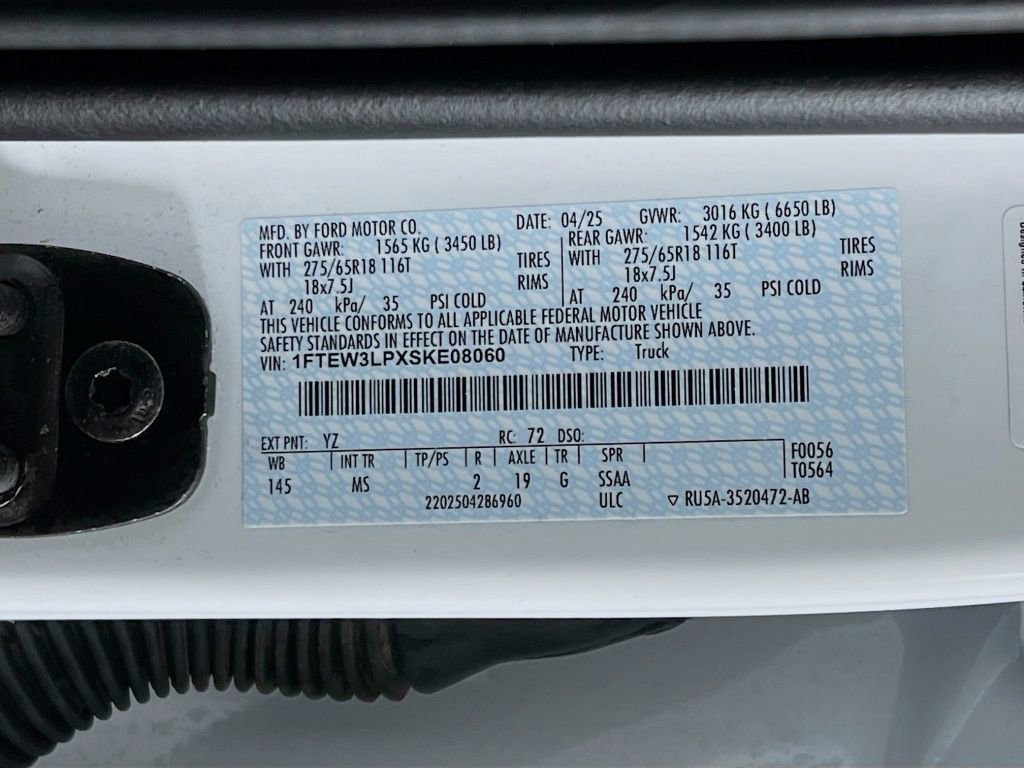 MFD. BY FORD MOTOR CO. DATE: 04/25 GVWR: 3016 KG ( 6650 LB)
FRONT GAWR: 1565 KG ( 3450 LB) REAR GAWR: 1542 KG ( 3400 LB)
WITH 275/65R18 116T TIRES WITH 275/65R18 116T TIRES
18x7.5J RIMS 18x7.5J RIMS
AT 240 kPa/ 35 PSI COLD AT 240 kPa/ 35 PSI COLD
THIS VEHICLE CONFORMS TO ALL APPLICABLE FEDERAL MOTOR VEHICLE
SAFETY STANDARDS IN EFFECT ON THE DATE OF MANUFACTURE SHOWN ABOVE.
VIN: 1FTEW3LPXSKE08060 TYPE: Truck
EXT PNT: YZ RC: 72 DSO:
WB INT TR TP/PS R AXLE TR SPR F0056
145 MS 2 19 G SSAA T0564
2202504286960 ULC ▽ RU5A-3520472-AB